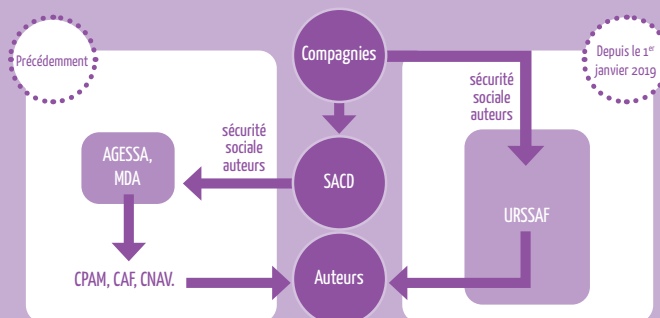 Précédemment
Compagnies
Depuis le 1er
janvier 2019
sécurité
sociale
auteurs
sécurité
sociale
auteurs
AGESSA,
MDA
SACD
URSSAF
CPAM, CAF, CNAV.
Auteurs